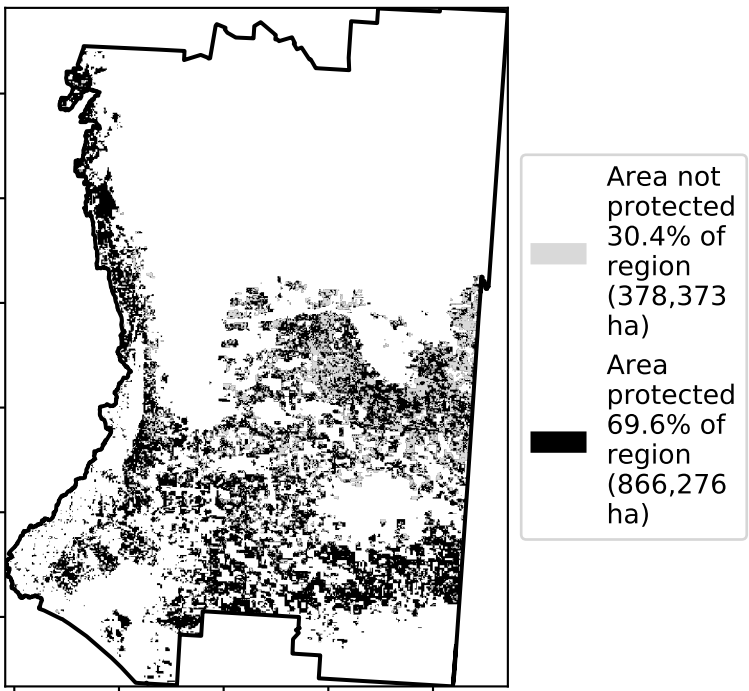 Area not
protected
30.4% of
region
(378,373
ha)
Area
protected
69.6% of
region
(866,276
ha)